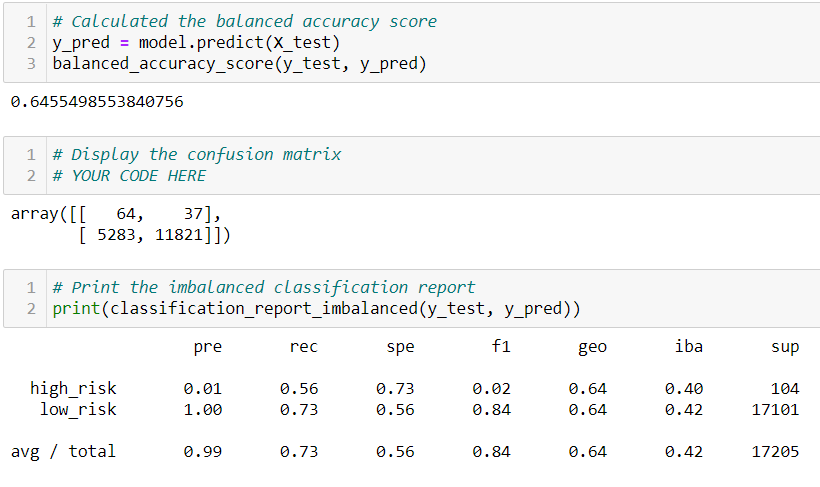 1 # Calculated the balanced accuracy score
2 y_pred = model.predict(X_test)
3 balanced_accuracy_score(y_test, y_pred)
0.6455498553840756
1 # Display the confusion matrix
2 # YOUR CODE HERE
array([[   64,    37],
       [ 5283, 11821]])
1 # Print the imbalanced classification report
2 print(classification_report_imbalanced(y_test, y_pred))
pre rec spe f1 geo iba sup
high_risk 0.01 0.56 0.73 0.02 0.64 0.40 104
low_risk 1.00 0.73 0.56 0.84 0.64 0.42 17101
avg / total 0.99 0.73 0.56 0.84 0.64 0.42 17205